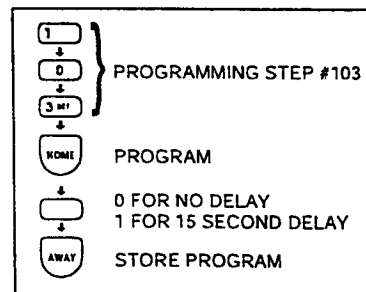 1
0
PROGRAMMING STEP #103
3 M1
HOME
PROGRAM
0 FOR NO DELAY
1 FOR 15 SECOND DELAY
AWAY
STORE PROGRAM